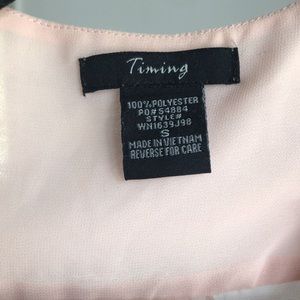 Timing
100% POLYESTER
PO# 54884
STYLE#
WN1639J98
S
MADE IN VIETNAM
REVERSE FOR CARE